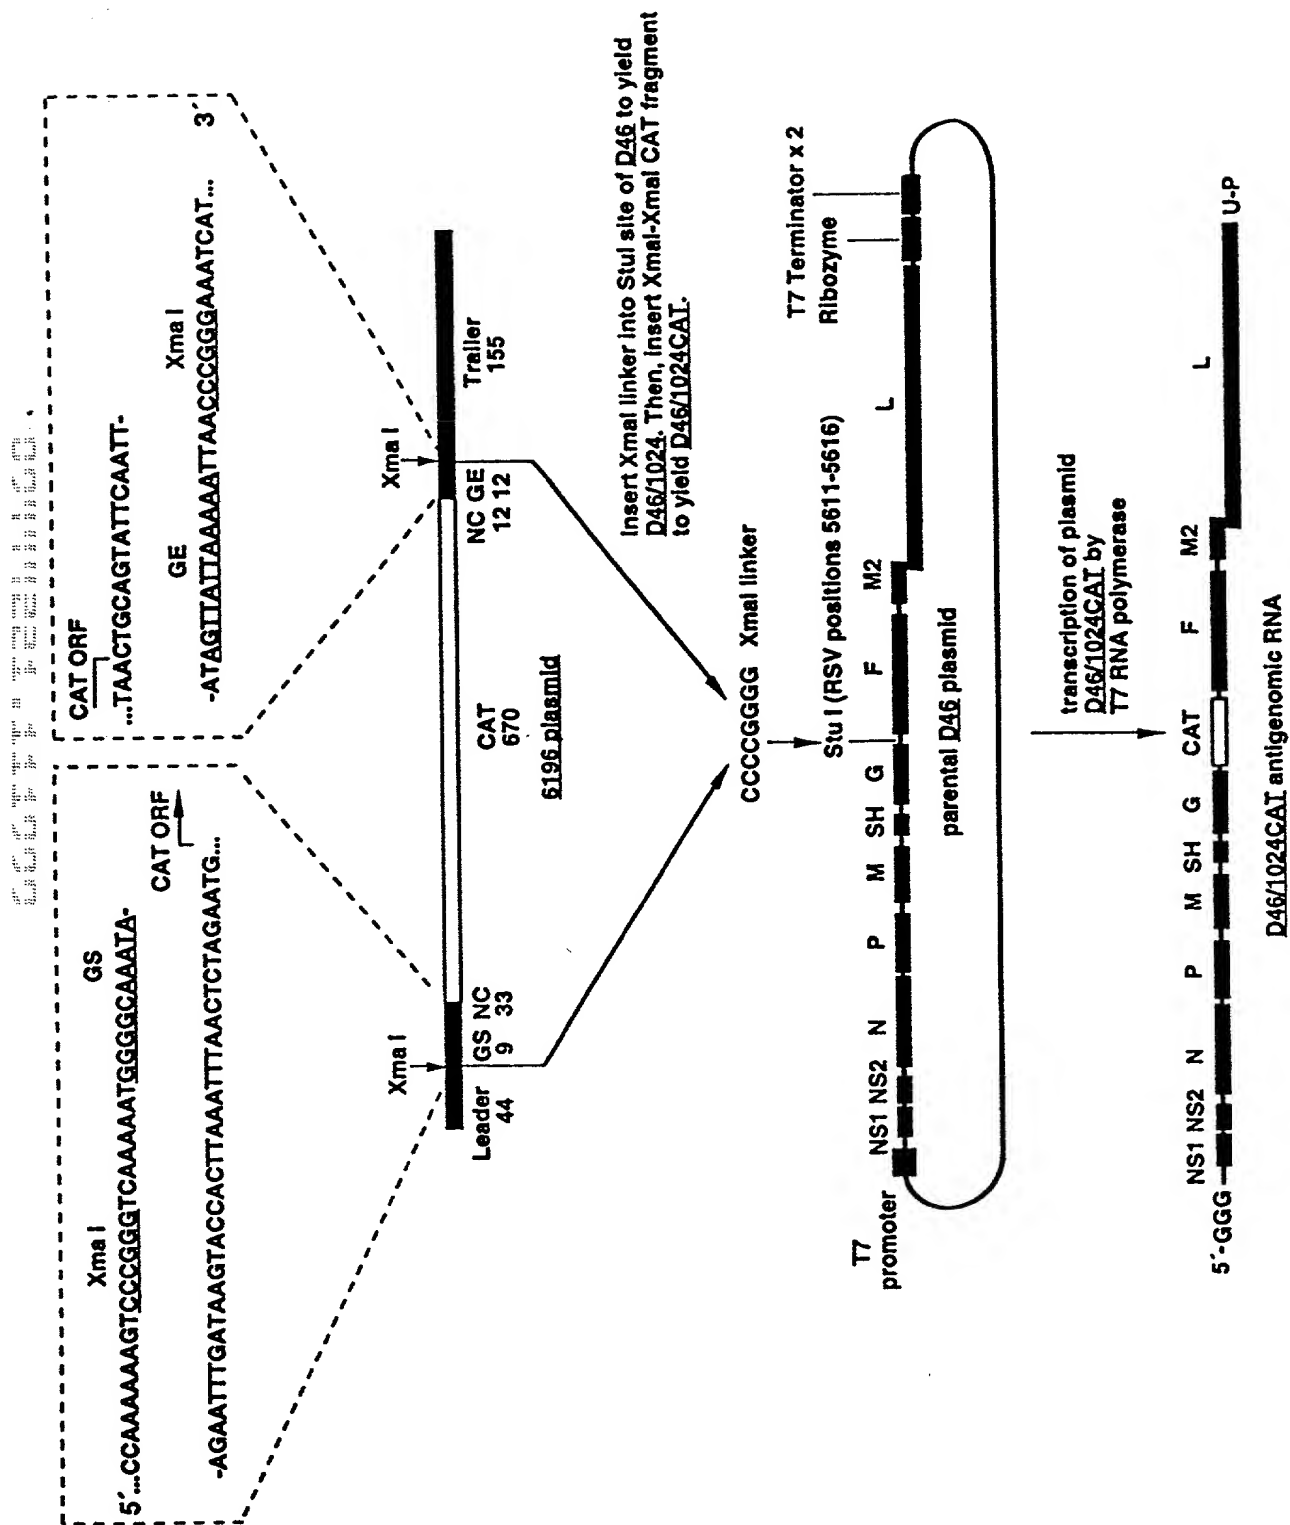 Xma I
GS
5´...CCAAAAAGTCCCGGGTCAAAAATGGGGCAAATA-
CAT ORF
-AGAATTTGATAAGTACCACTTAAATTTAACTCTAGAATG...
CAT ORF
...TAACTGCAGTATTCAATT-
GE
Xma I
-ATAGTTATTAAAAATTAACCCGGGAAATCAT...
3´
Xma I
Xma I
Leader
44
GS NC
9 33
CAT
670
NC GE
12 12
Trailer
155
6196 plasmid
Insert XmaI linker into StuI site of D46 to yield
D46/1024. Then, insert XmaI-XmaI CAT fragment
to yield D46/1024CAT.
CCCCGGGG XmaI linker
Stu I (RSV positions 5611-5616)
T7 Terminator x 2
Ribozyme
T7
promoter
NS1 NS2 N P M SH G F M2 L
parental D46 plasmid
transcription of plasmid
D46/1024CAT by
T7 RNA polymerase
NS1 NS2 N P M SH G CAT F M2 L
5´-GGG
U-P
D46/1024CAT antigenomic RNA